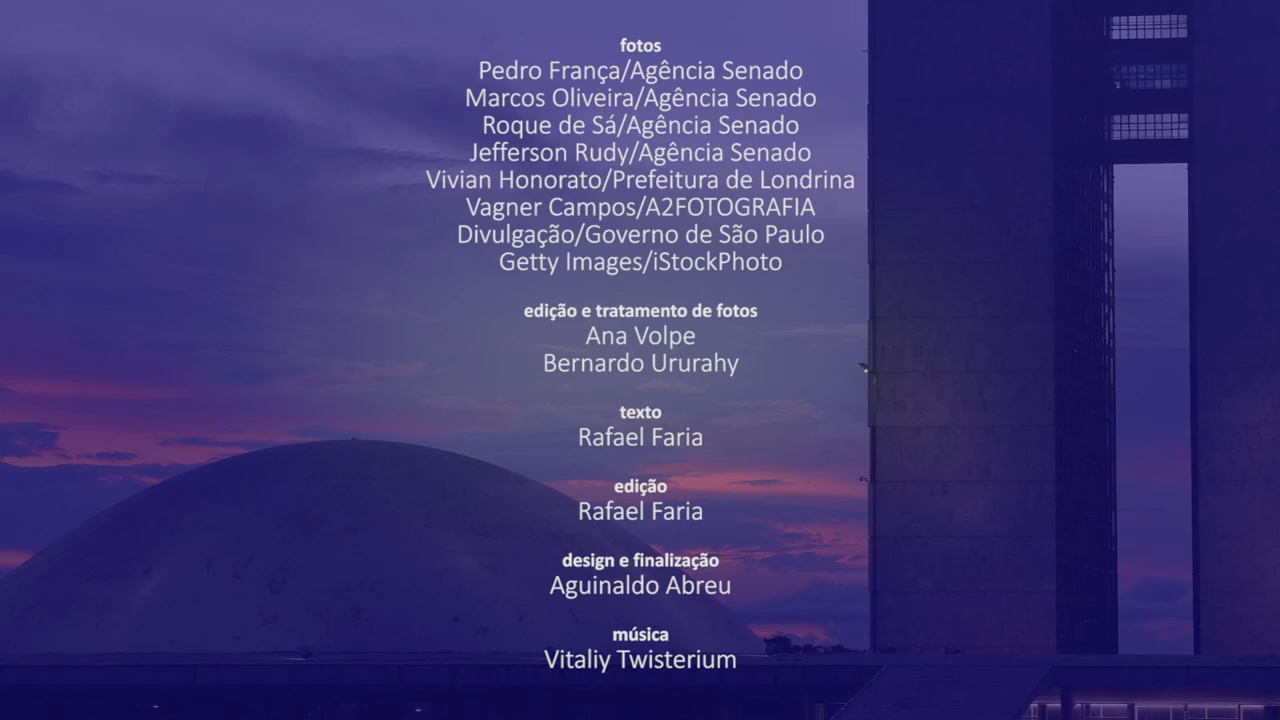 fotos
Pedro França/Agência Senado
Marcos Oliveira/Agência Senado
Roque de Sá/Agência Senado
Jefferson Rudy/Agência Senado
Vivian Honorato/Prefeitura de Londrina
Vagner Campos/A2FOTOGRAFIA
Divulgação/Governo de São Paulo
Getty Images/iStockPhoto
edição e tratamento de fotos
Ana Volpe
Bernardo Ururahy
texto
Rafael Faria
edição
Rafael Faria
design e finalização
Aguinaldo Abreu
música
Vitaliy Twisterium